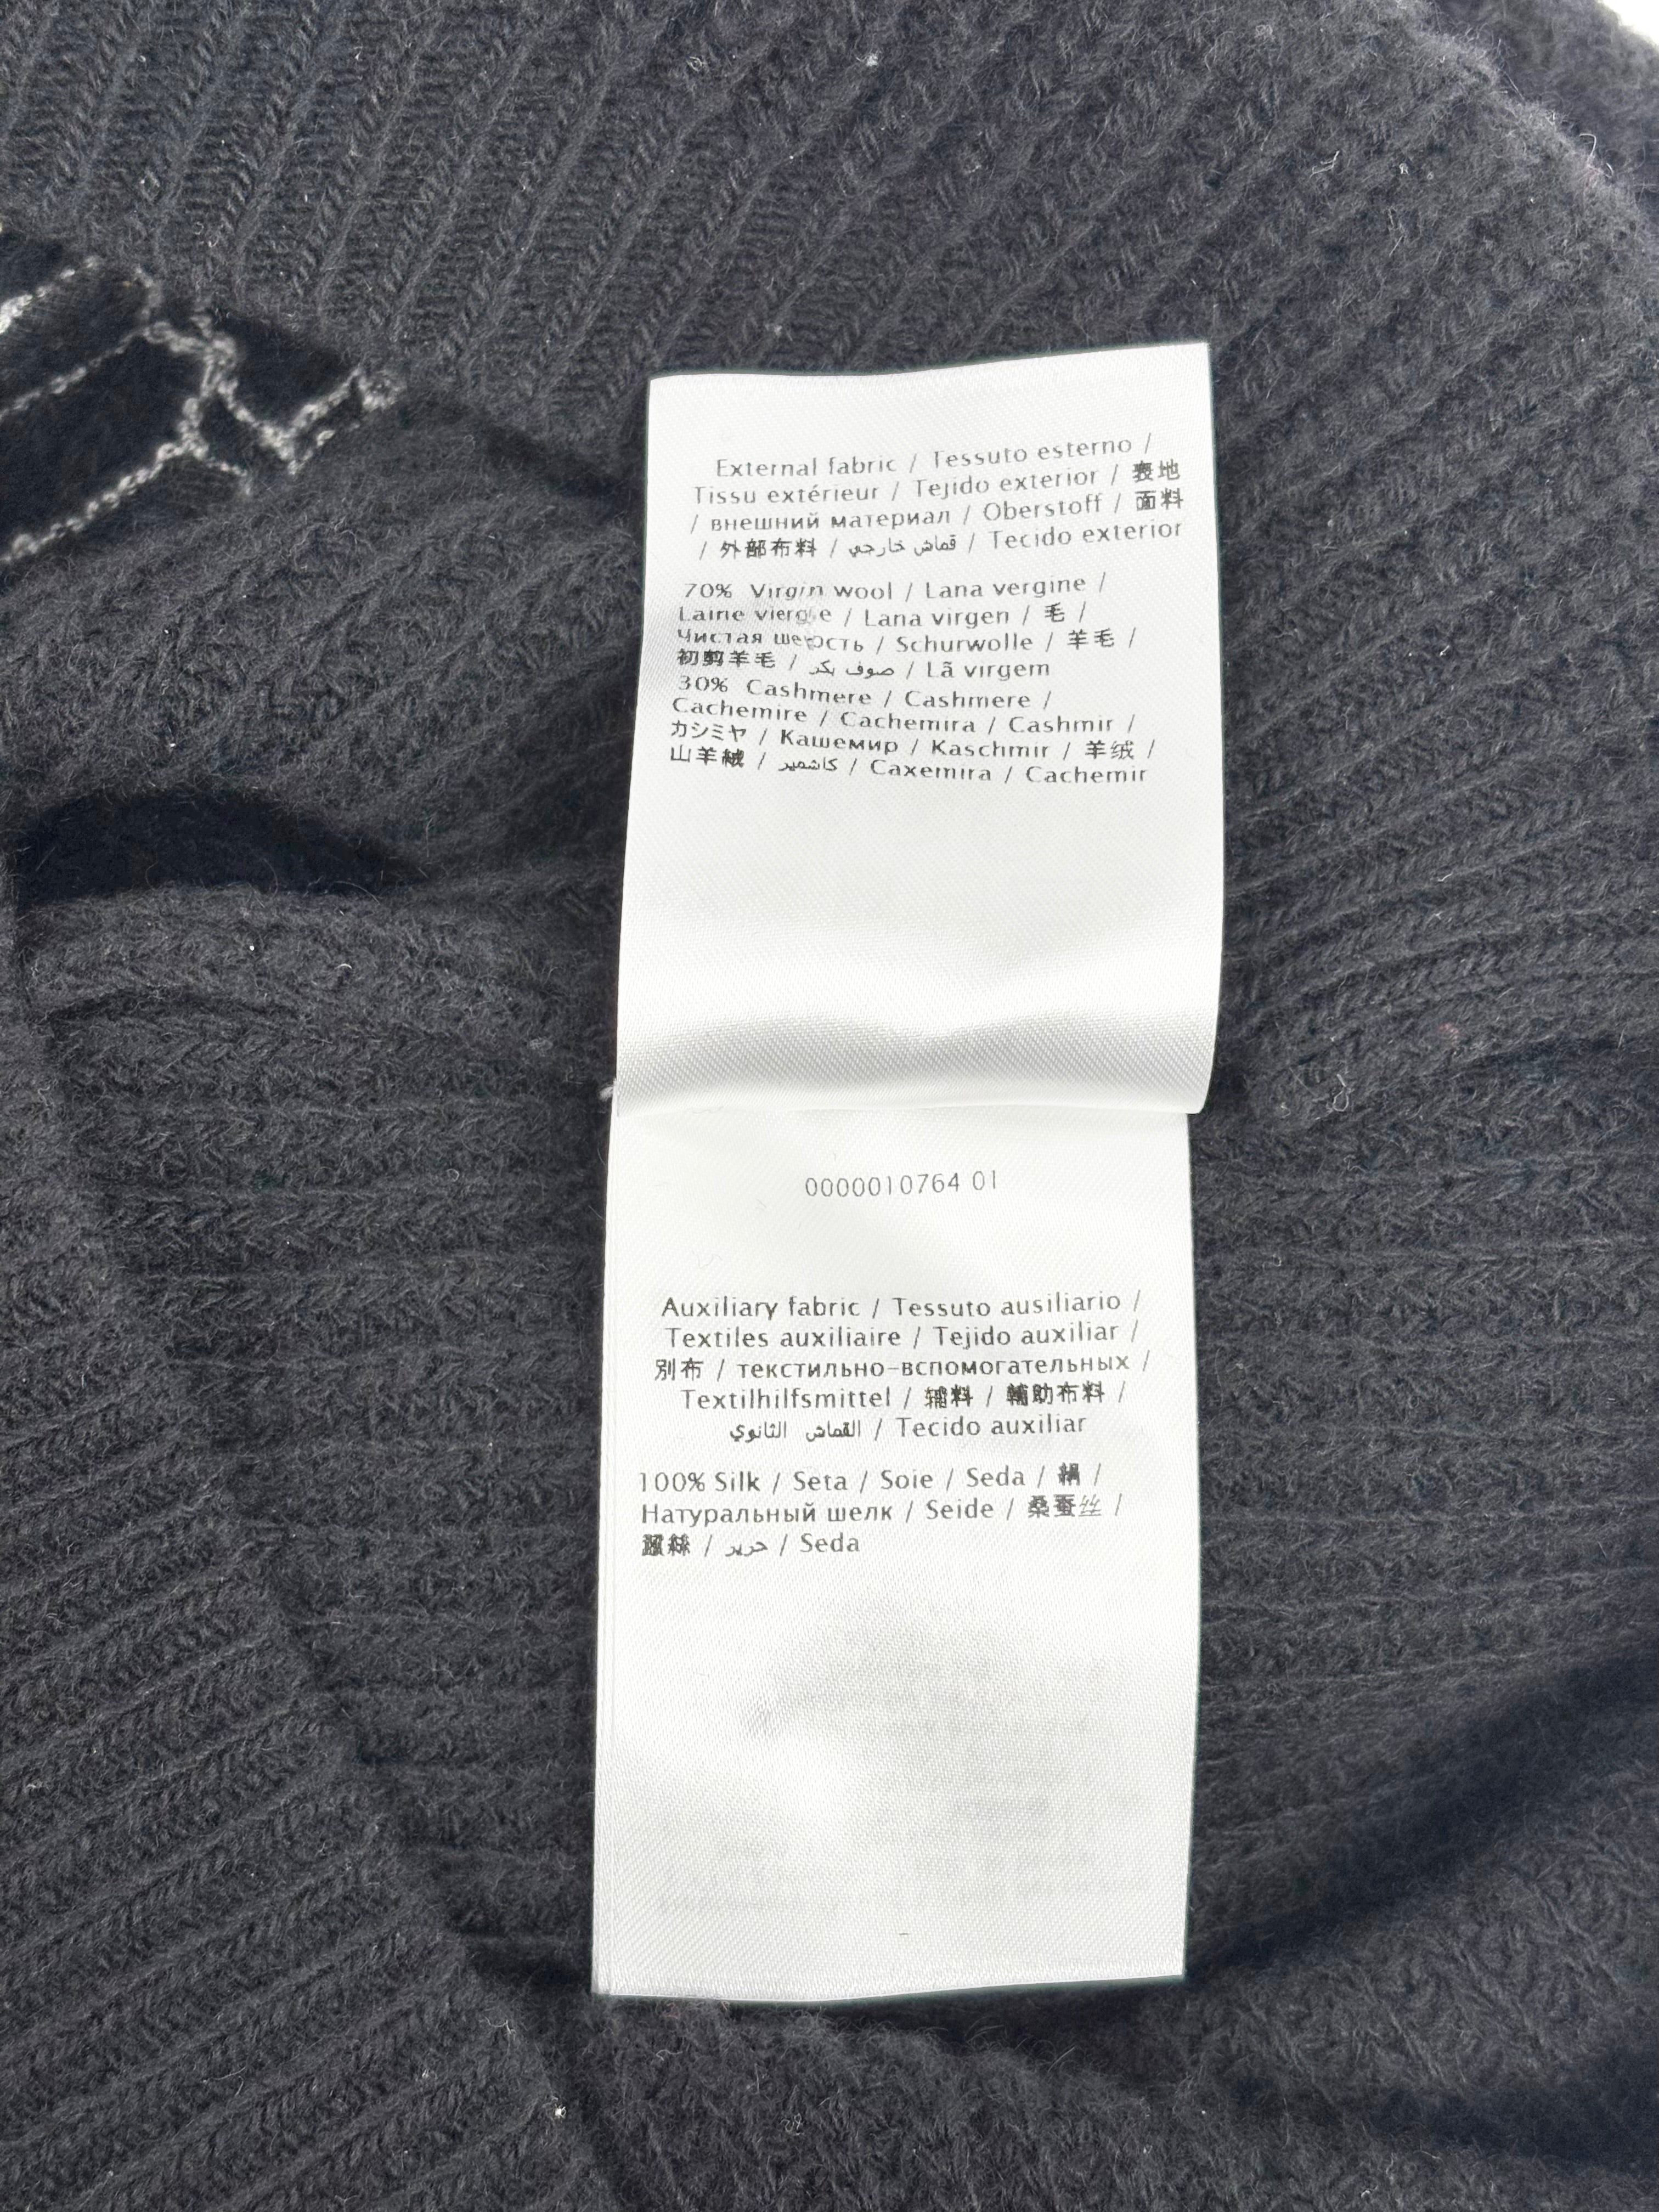 External fabric / Tessuto esterno /
Tissu extérieur / Tejido exterior / 表地
/ внешний материал / Oberstoff / 面料
/ 外部布料 / قماش خارجي / Tecido exterior
70% Virgin wool / Lana vergine /
Laine vierge / Lana virgen / 毛 /
Чистая шерсть / Schurwolle / 羊毛 /
初剪羊毛 / صوف بكر / Lã virgem
30% Cashmere / Cashmere /
Cachemire / Cachemira / Cashmir /
カシミヤ / Кашемир / Kaschmir / 羊绒 /
山羊絨 / كاشمير / Caxemira / Cachemir
0000010764 01
Auxiliary fabric / Tessuto ausiliario /
Textiles auxiliaire / Tejido auxiliar /
別布 / текстильно-вспомогательных /
Textilhilfsmittel / 辅料 / 輔助布料 /
القماش الثانوي / Tecido auxiliar
100% Silk / Seta / Soie / Seda / 絹 /
Натуральный шелк / Seide / 桑蚕丝 /
/ حرير / Seda